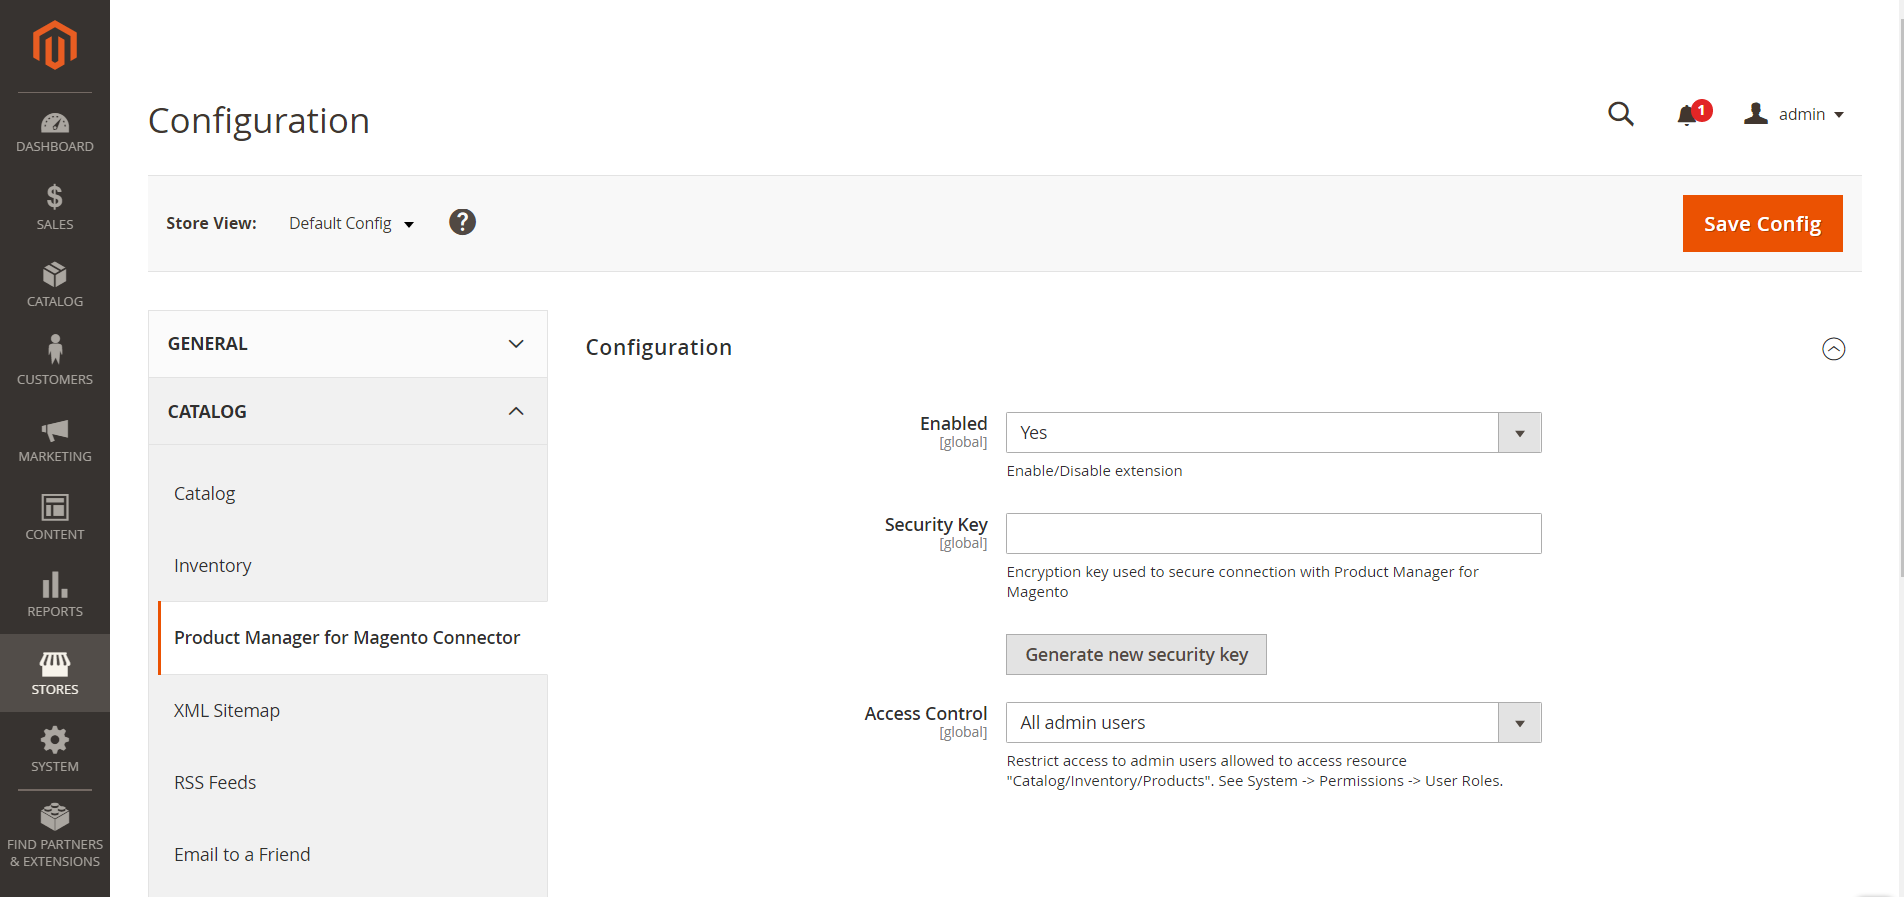 DASHBOARD
SALES
CATALOG
CUSTOMERS
MARKETING
CONTENT
REPORTS
STORES
SYSTEM
FIND PARTNERS
& EXTENSIONS
Configuration
1
admin
Store View:
Default Config
?
Save Config
GENERAL
CATALOG
Catalog
Inventory
Product Manager for Magento Connector
XML Sitemap
RSS Feeds
Email to a Friend
Configuration
Enabled
[global]
Yes
Enable/Disable extension
Security Key
[global]
Encryption key used to secure connection with Product Manager for
Magento
Generate new security key
Access Control
[global]
All admin users
Restrict access to admin users allowed to access resource
"Catalog/Inventory/Products". See System -> Permissions -> User Roles.